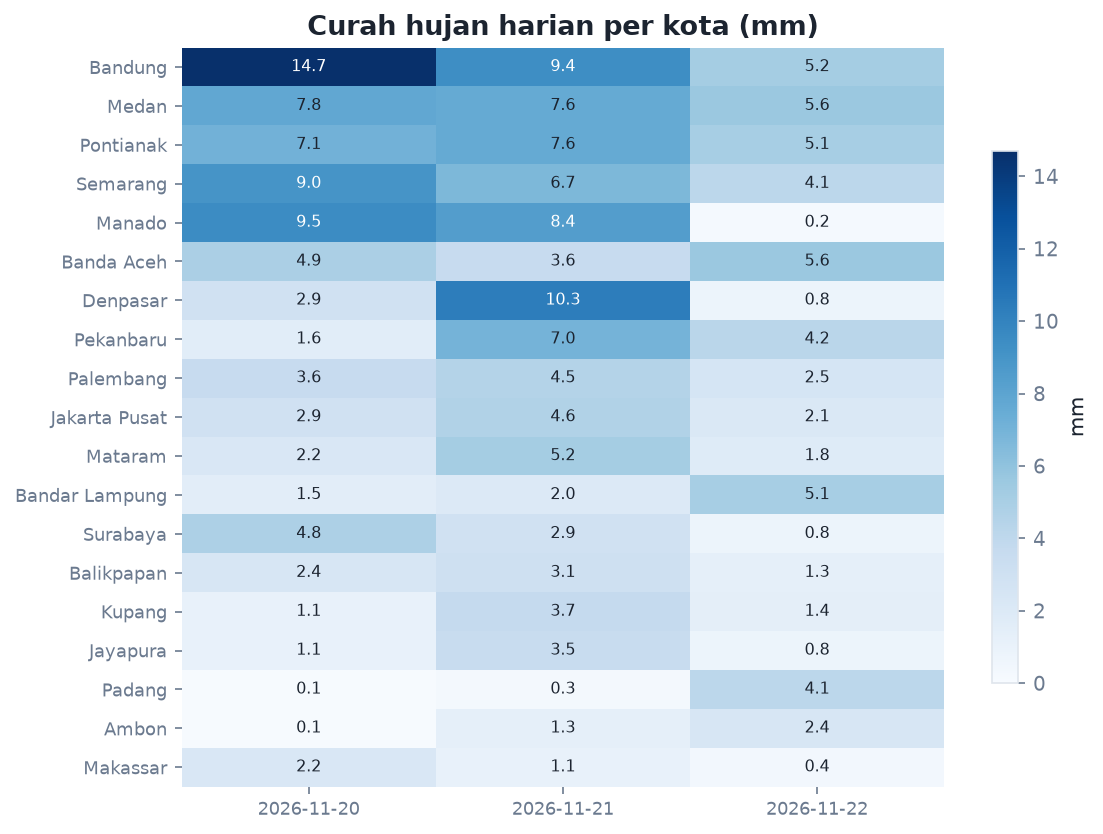 Curah hujan harian per kota (mm)
Bandung 14.7 9.4 5.2
Medan 7.8 7.6 5.6
Pontianak 7.1 7.6 5.1
Semarang 9.0 6.7 4.1
Manado 9.5 8.4 0.2
Banda Aceh 4.9 3.6 5.6
Denpasar 2.9 10.3 0.8
Pekanbaru 1.6 7.0 4.2
Palembang 3.6 4.5 2.5
Jakarta Pusat 2.9 4.6 2.1
Mataram 2.2 5.2 1.8
Bandar Lampung 1.5 2.0 5.1
Surabaya 4.8 2.9 0.8
Balikpapan 2.4 3.1 1.3
Kupang 1.1 3.7 1.4
Jayapura 1.1 3.5 0.8
Padang 0.1 0.3 4.1
Ambon 0.1 1.3 2.4
Makassar 2.2 1.1 0.4
2026-11-20 2026-11-21 2026-11-22
14
12
10
8
6
4
2
0
mm